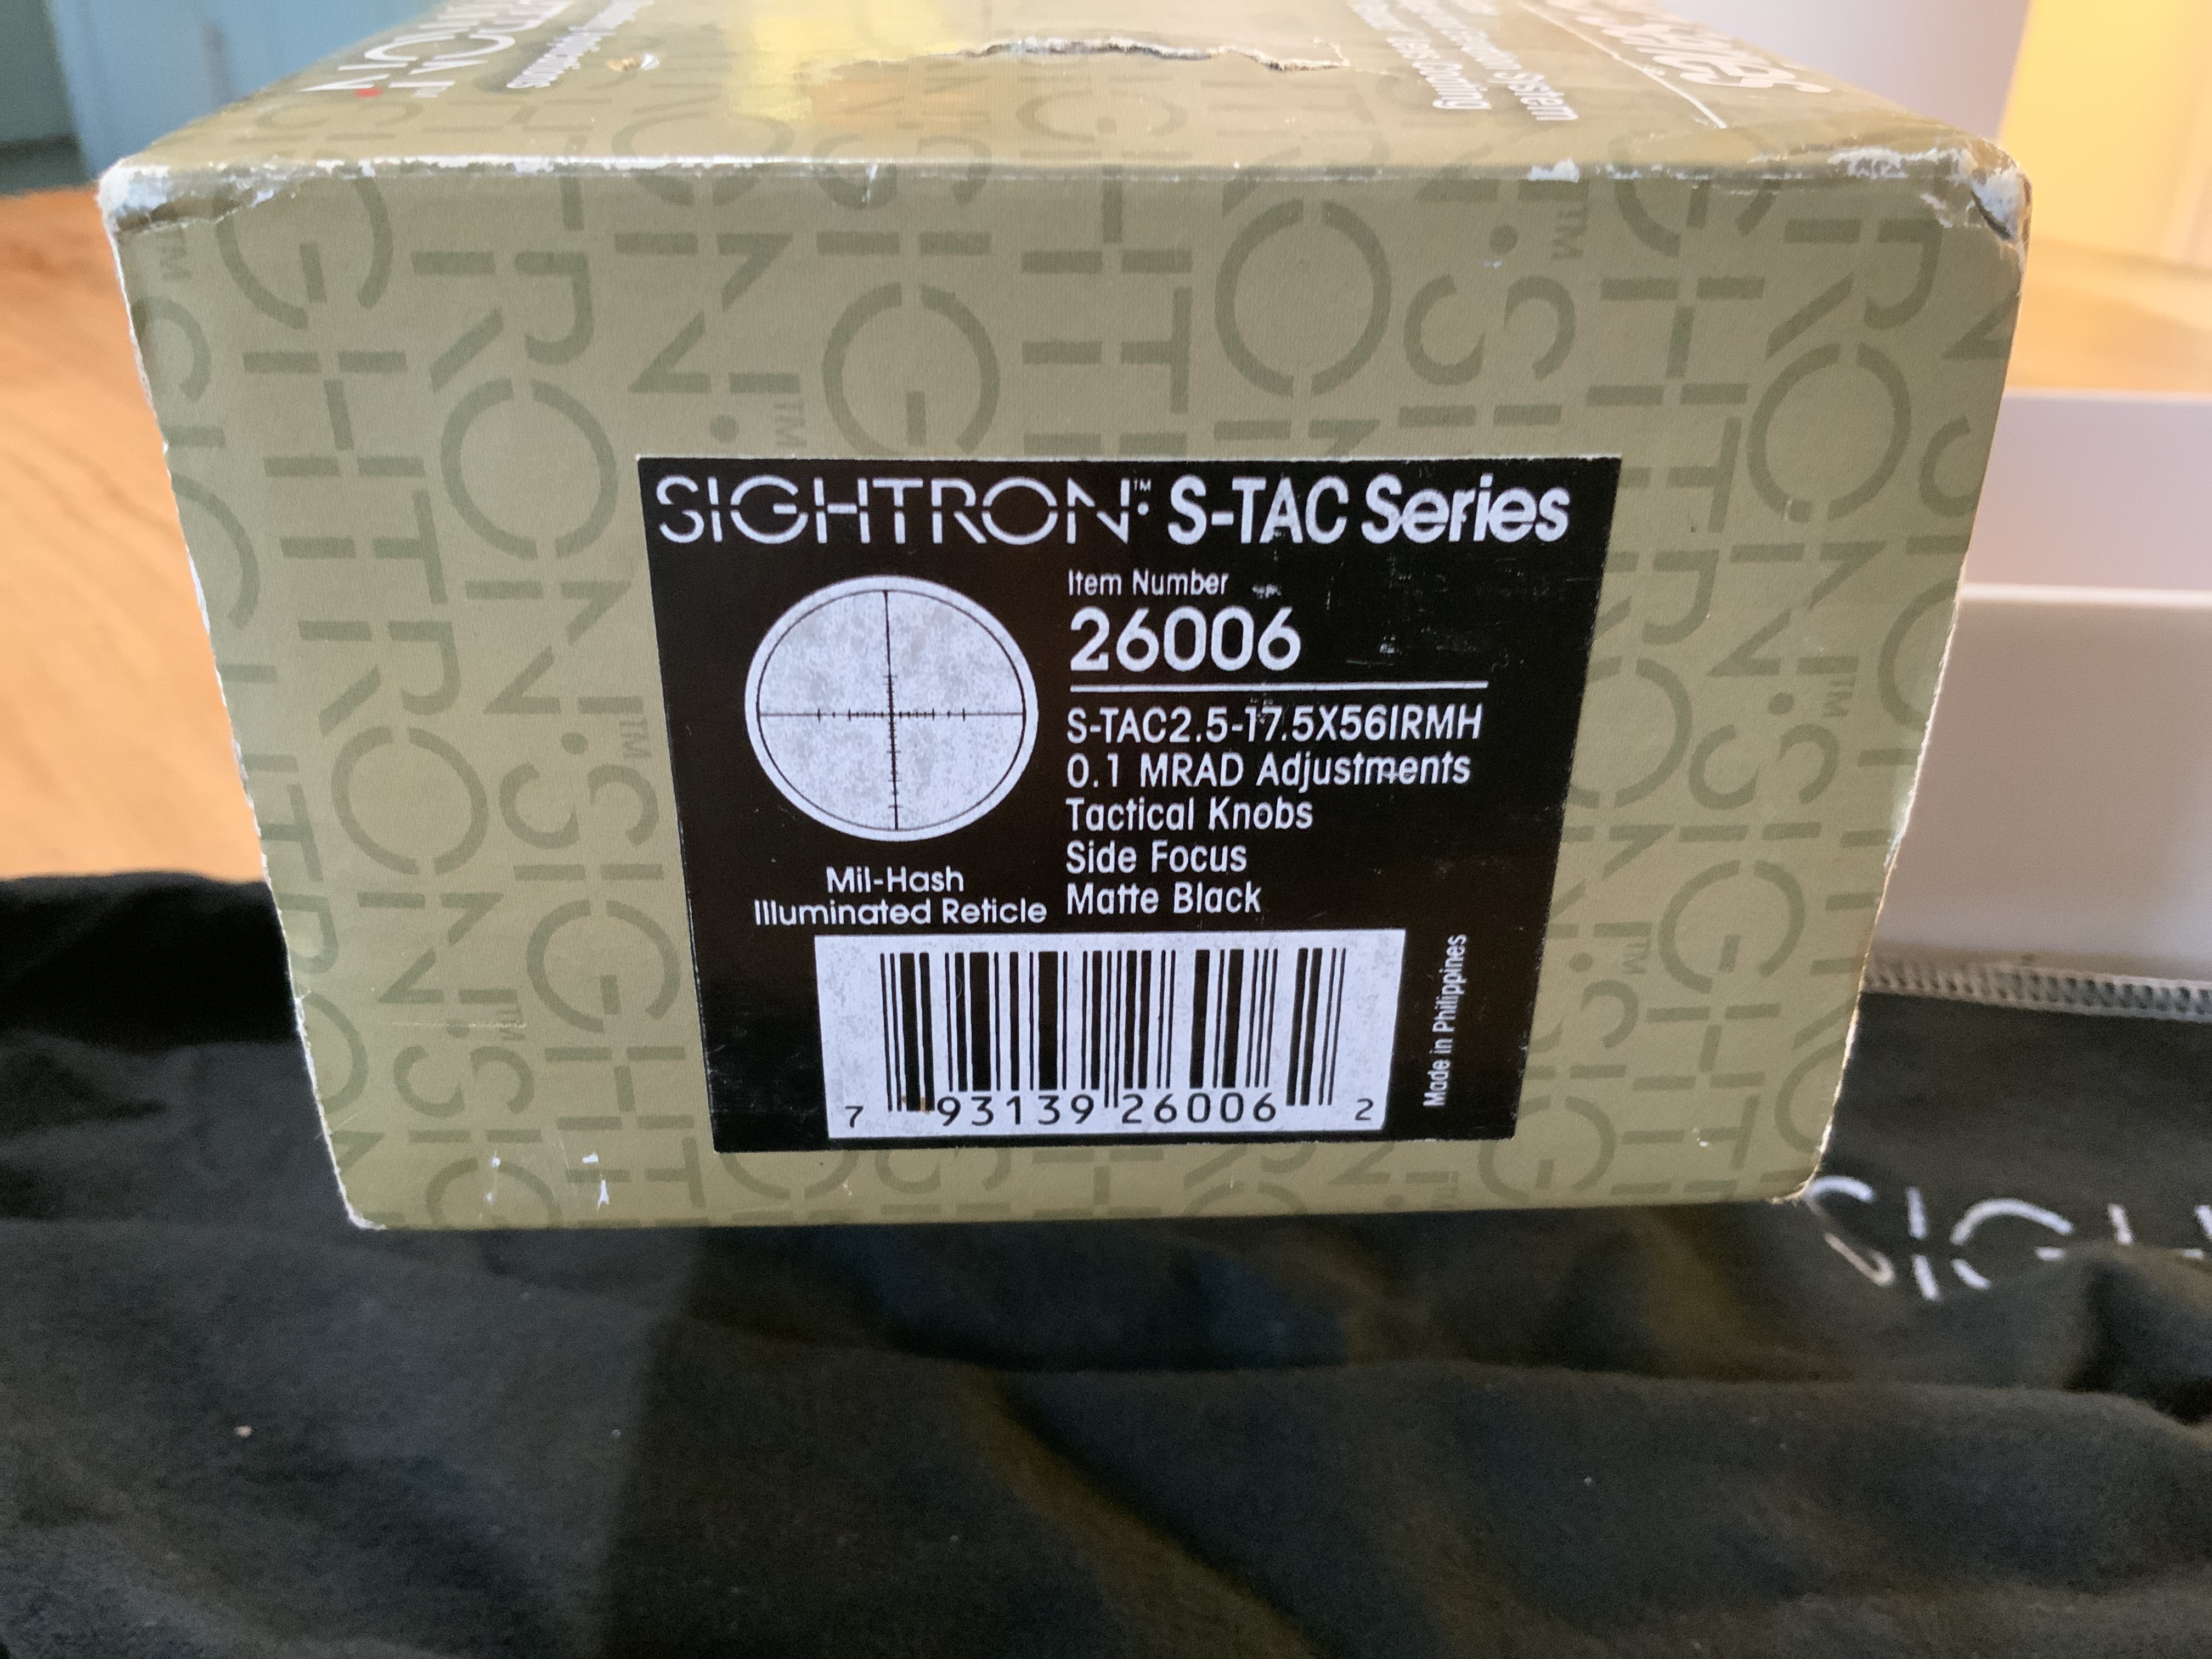 SIGHTRON™ S-TAC Series
Item Number
26006
S-TAC2.5-17.5X56IRMH
0.1 MRAD Adjustments
Tactical Knobs
Side Focus
Matte Black
Mil-Hash
Illuminated Reticle
7 93139 26006 2
Made in Philippines